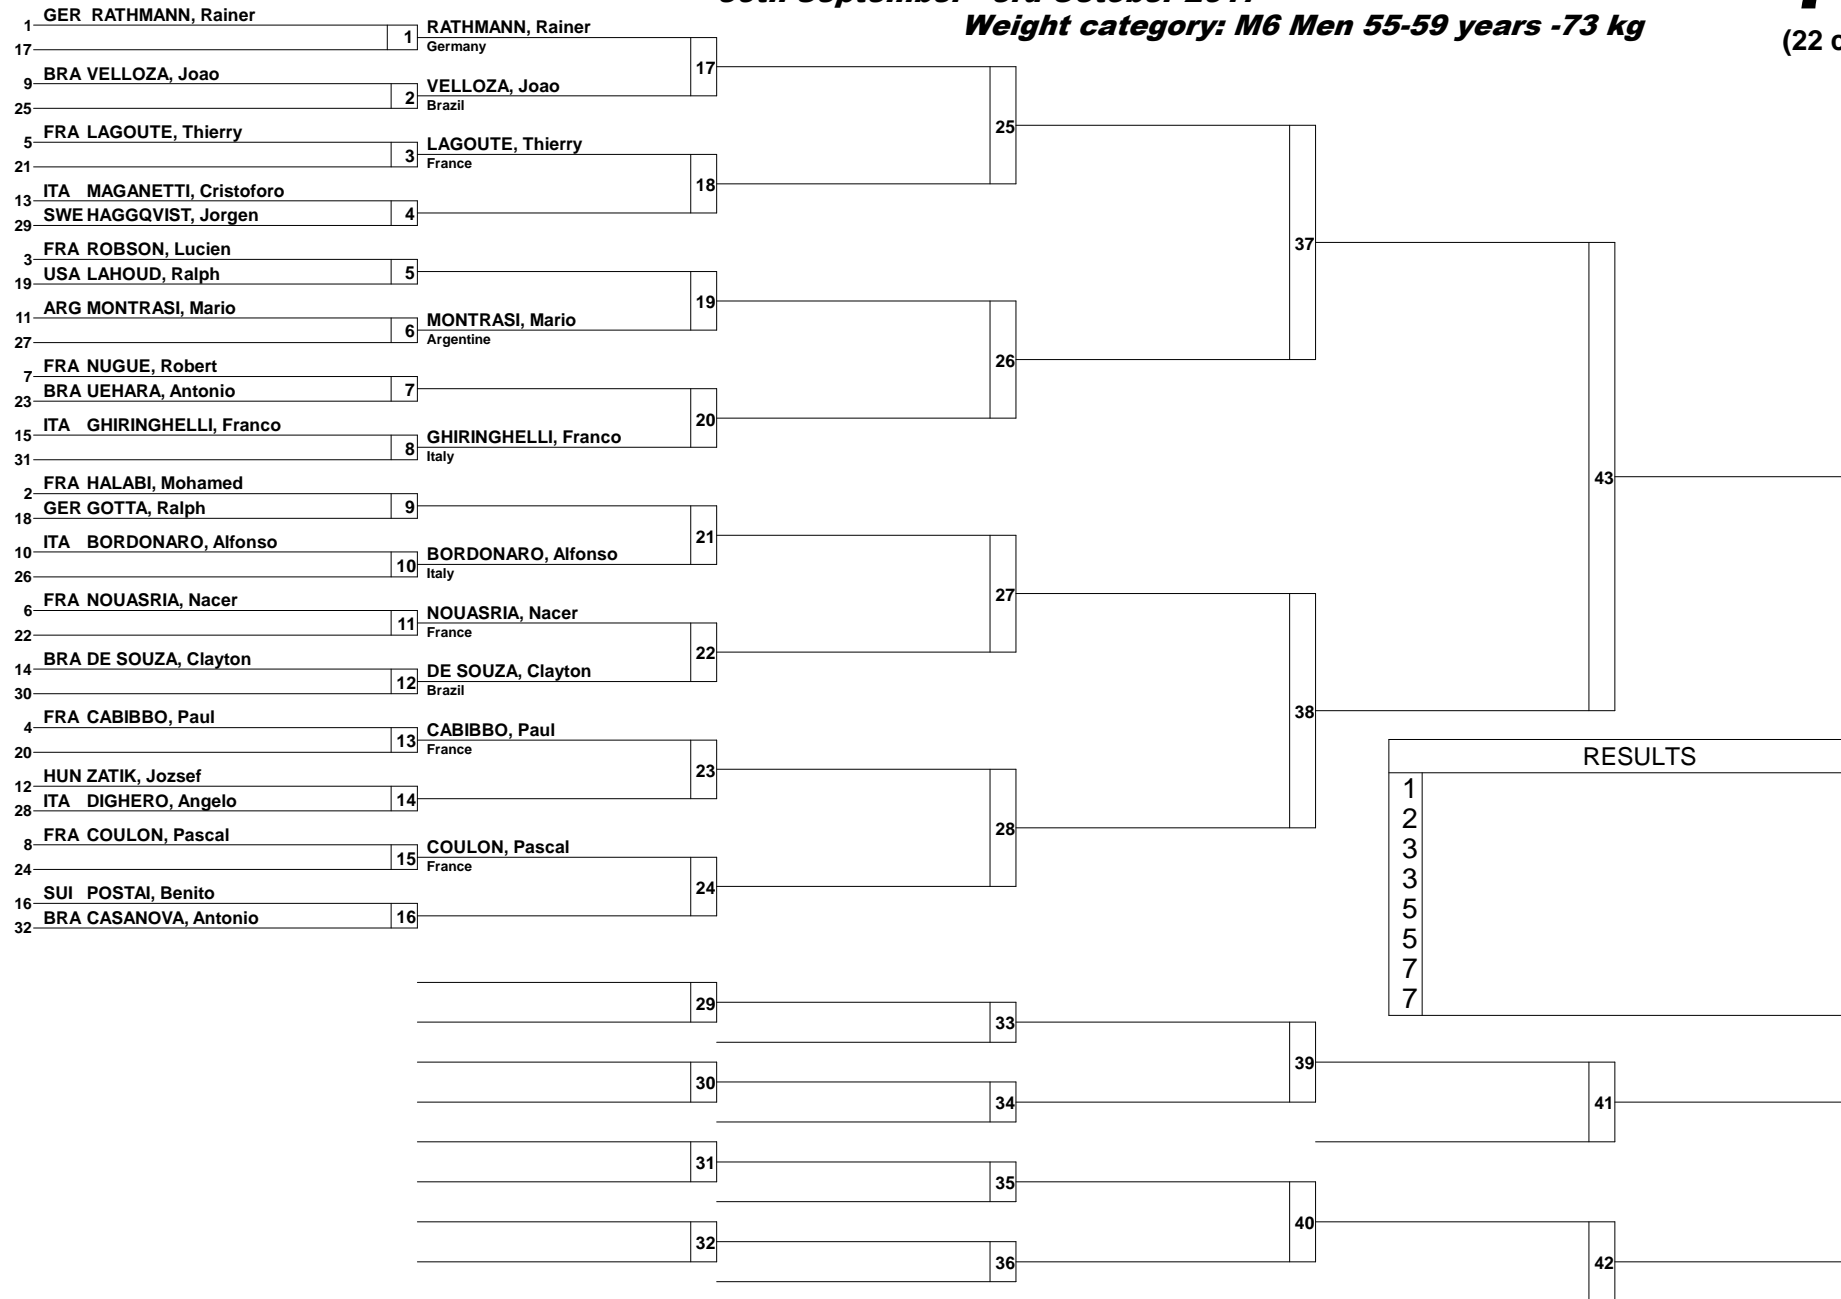 Weight category: M6 Men 55-59 years -73 kg
(22 c
1 GER RATHMANN, Rainer
17
1 RATHMANN, Rainer
Germany
9 BRA VELLOZA, Joao
25
2 VELLOZA, Joao
Brazil
17
5 FRA LAGOUTE, Thierry
21
3 LAGOUTE, Thierry
France
13 ITA MAGANETTI, Cristoforo
29 SWE HAGGQVIST, Jorgen
4
18
25
3 FRA ROBSON, Lucien
19 USA LAHOUD, Ralph
5
11 ARG MONTRASI, Mario
27
6 MONTRASI, Mario
Argentine
19
7 FRA NUGUE, Robert
23 BRA UEHARA, Antonio
7
15 ITA GHIRINGHELLI, Franco
31
8 GHIRINGHELLI, Franco
Italy
20
26
37
2 FRA HALABI, Mohamed
18 GER GOTTA, Ralph
9
10 ITA BORDONARO, Alfonso
26
10 BORDONARO, Alfonso
Italy
21
6 FRA NOUASRIA, Nacer
22
11 NOUASRIA, Nacer
France
14 BRA DE SOUZA, Clayton
30
12 DE SOUZA, Clayton
Brazil
22
27
4 FRA CABIBBO, Paul
20
13 CABIBBO, Paul
France
12 HUN ZATIK, Jozsef
28 ITA DIGHERO, Angelo
14
23
8 FRA COULON, Pascal
24
15 COULON, Pascal
France
16 SUI POSTAI, Benito
32 BRA CASANOVA, Antonio
16
24
28
38
43
RESULTS
1
2
3
3
5
5
7
7
29
33
30
34
39
41
31
35
32
36
40
42